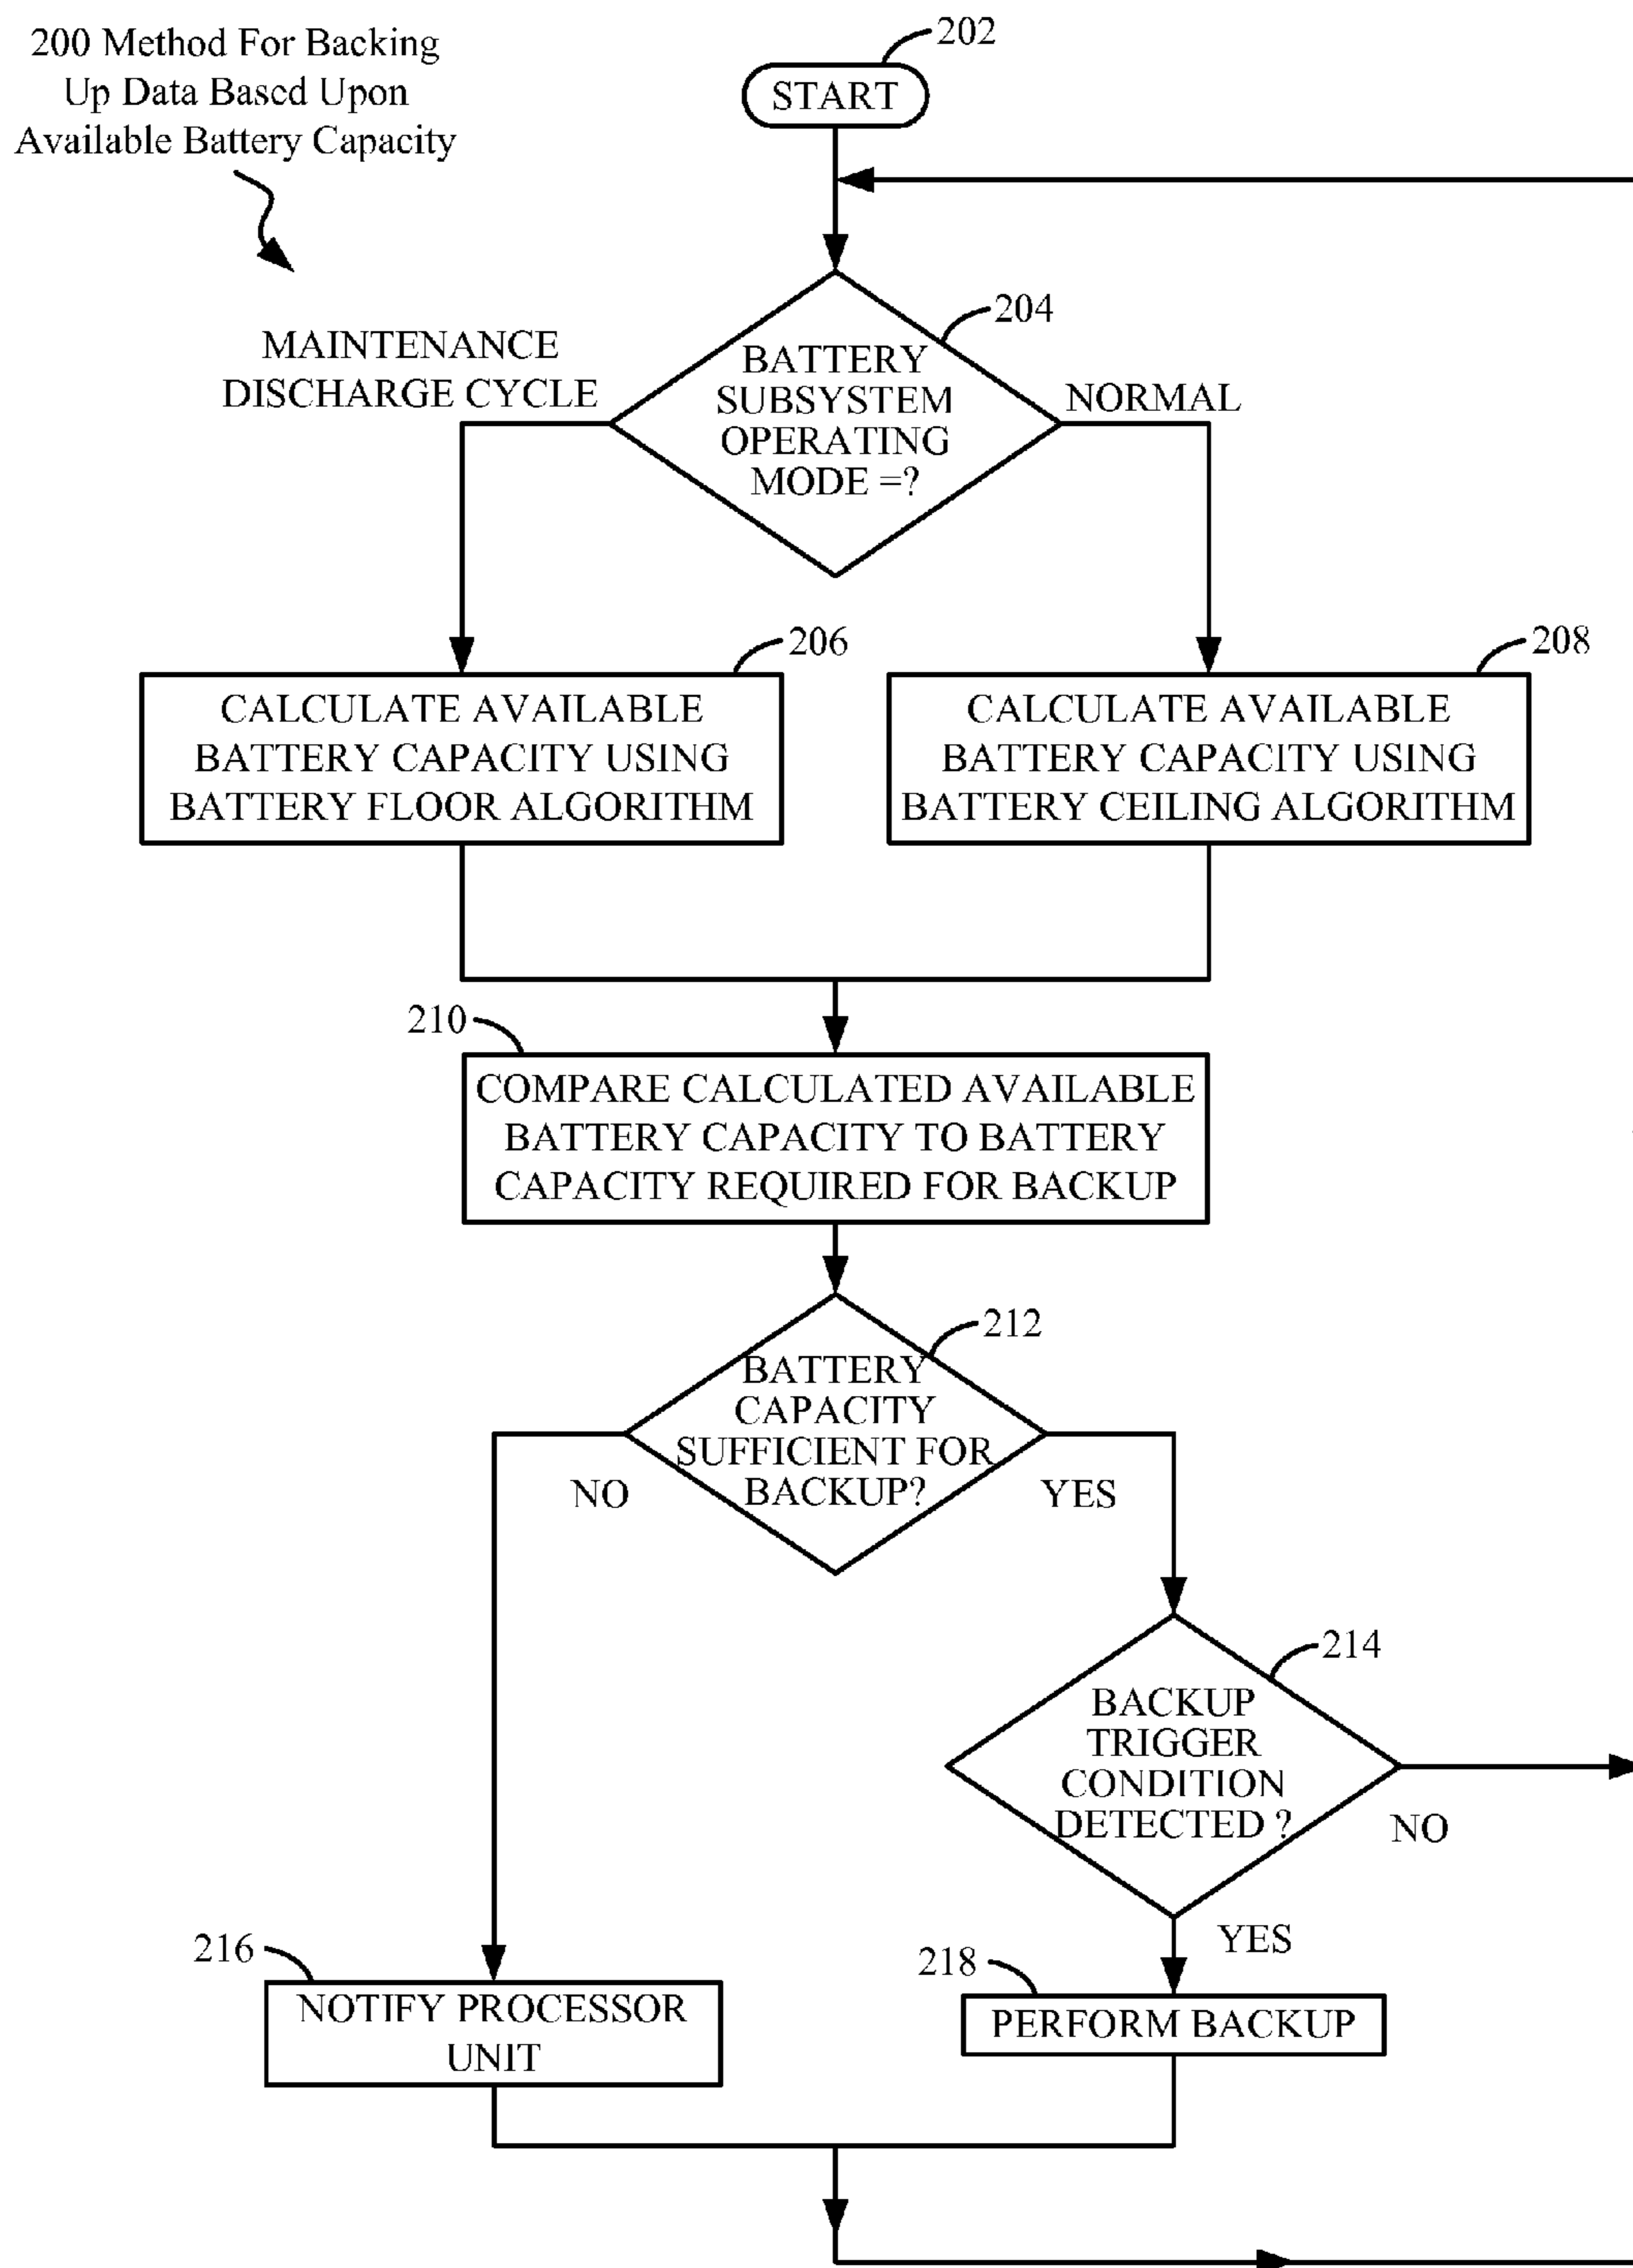 200 Method For Backing
Up Data Based Upon
Available Battery Capacity
202
START
204
BATTERY
SUBSYSTEM
OPERATING
MODE =?
MAINTENANCE
DISCHARGE CYCLE
NORMAL
206
CALCULATE AVAILABLE
BATTERY CAPACITY USING
BATTERY FLOOR ALGORITHM
208
CALCULATE AVAILABLE
BATTERY CAPACITY USING
BATTERY CEILING ALGORITHM
210
COMPARE CALCULATED AVAILABLE
BATTERY CAPACITY TO BATTERY
CAPACITY REQUIRED FOR BACKUP
212
BATTERY
CAPACITY
SUFFICIENT FOR
BACKUP?
NO
YES
214
BACKUP
TRIGGER
CONDITION
DETECTED ?
NO
YES
216
NOTIFY PROCESSOR
UNIT
218
PERFORM BACKUP